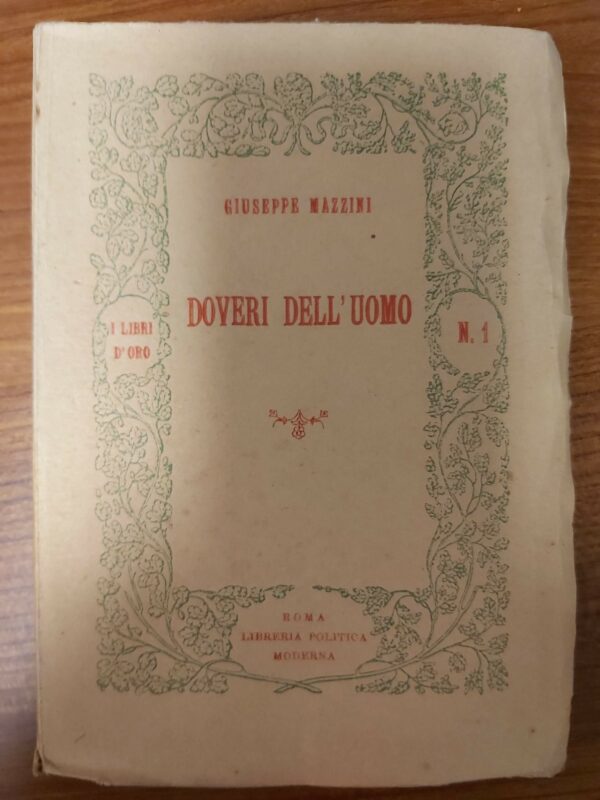 GIUSEPPE MAZZINI
DOVERI DELL'UOMO
I LIBRI
D'ORO
N. 1
ROMA
LIBRERIA POLITICA
MODERNA